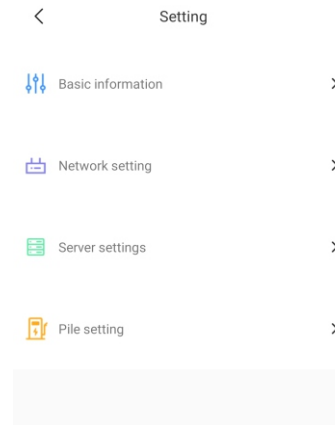 Setting
Basic information
Network setting
Server settings
Pile setting